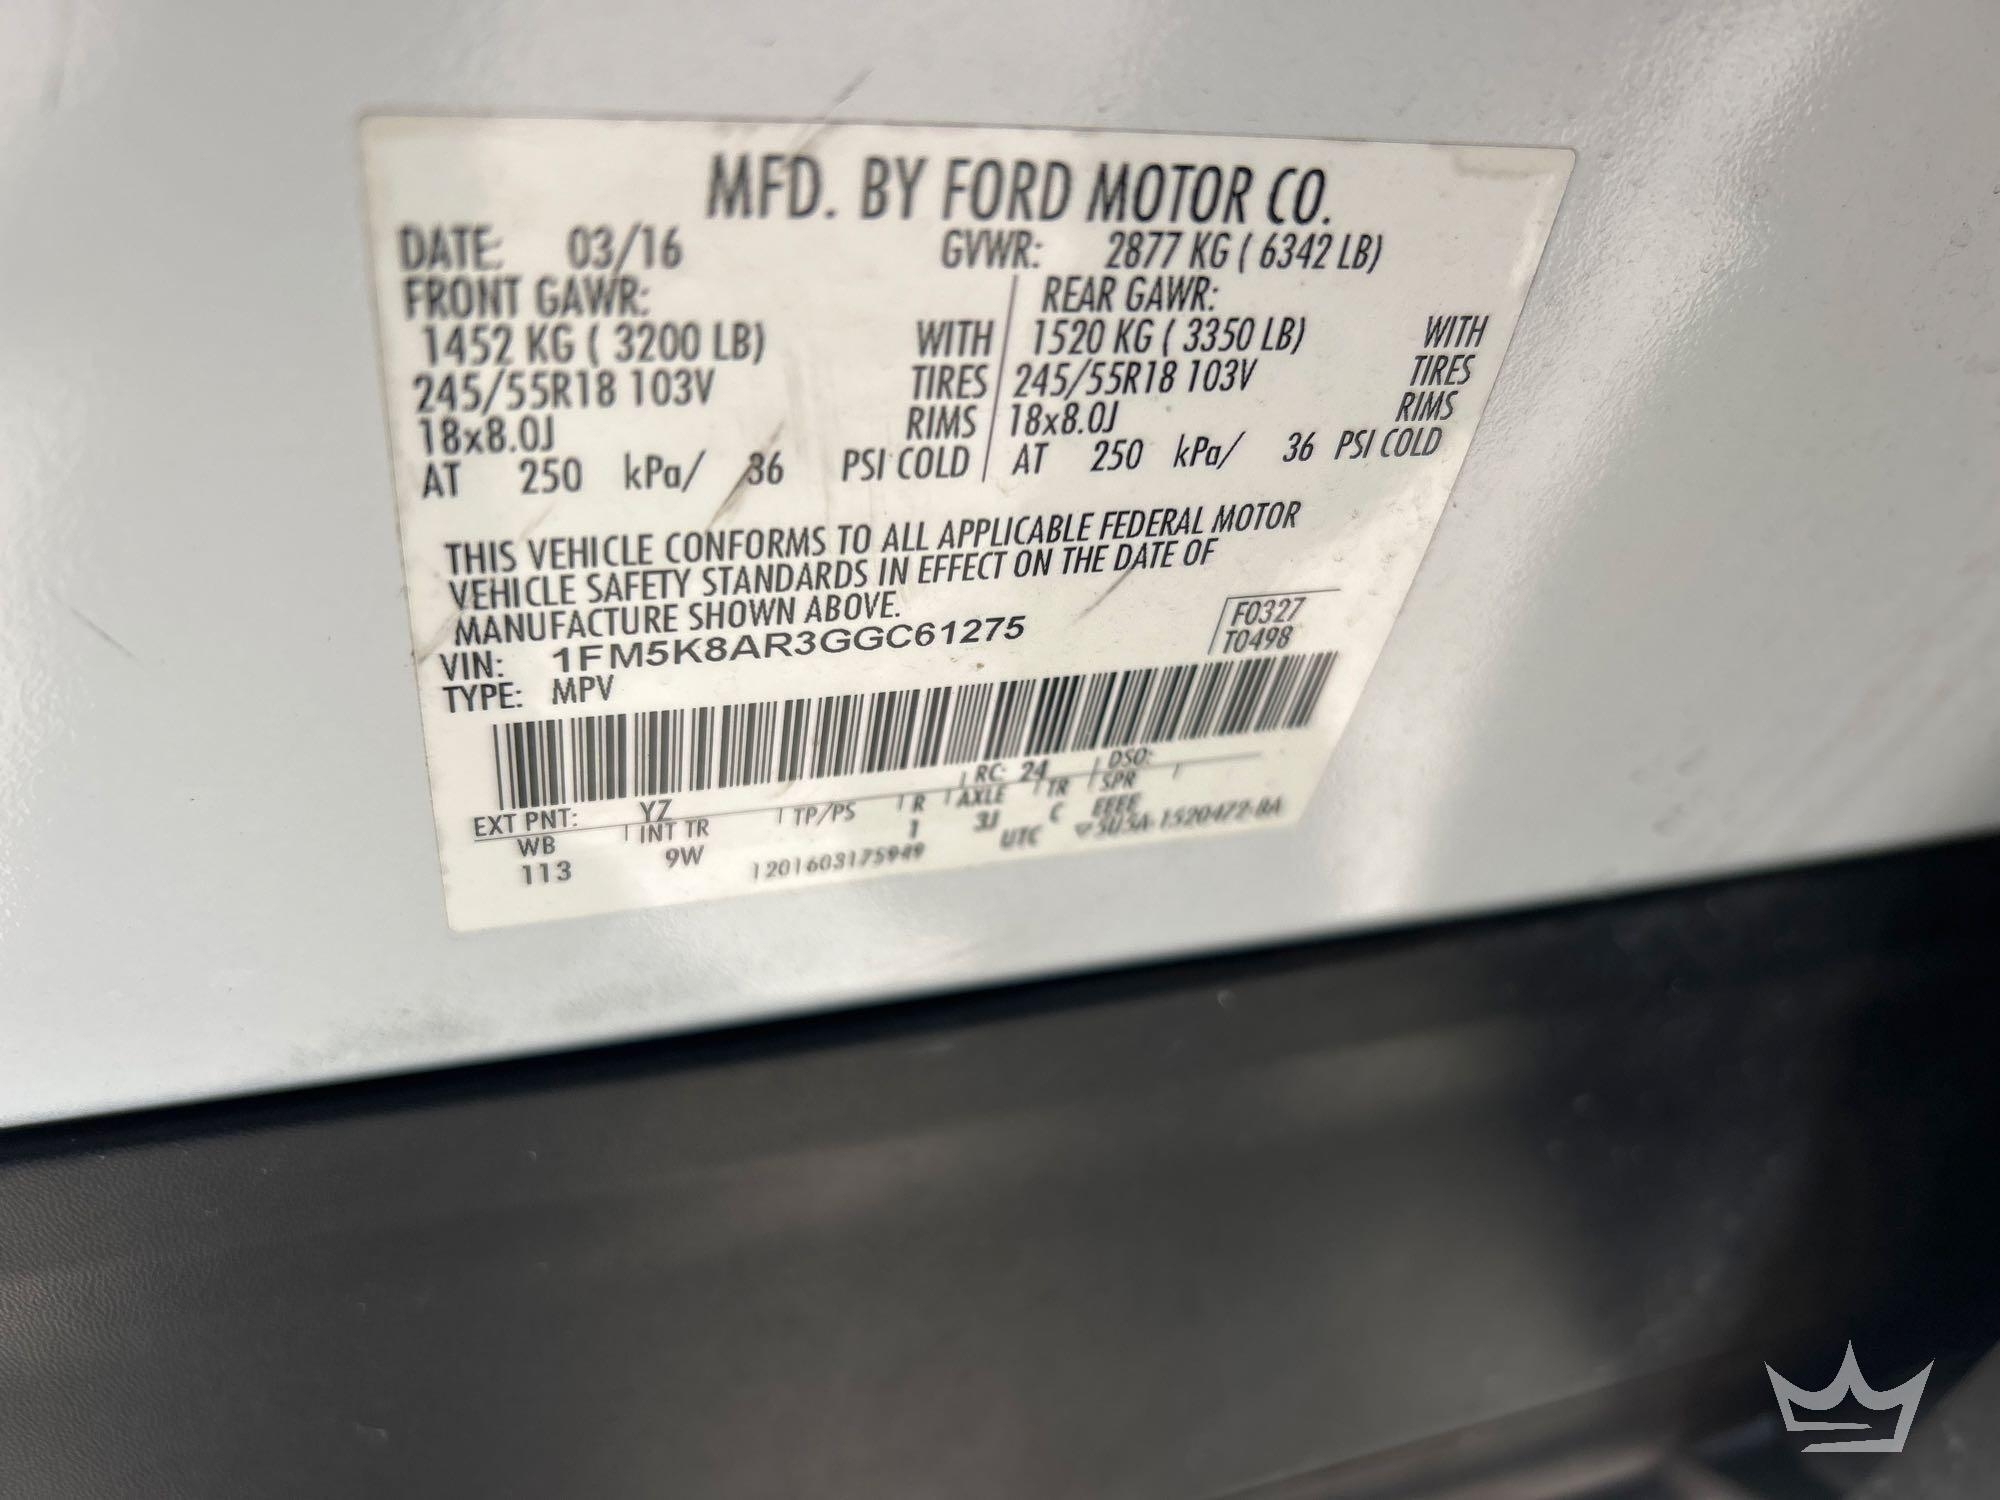 MFD. BY FORD MOTOR CO.
DATE: 03/16 GVWR: 2877 KG ( 6342 LB)
FRONT GAWR: REAR GAWR:
1452 KG ( 3200 LB) WITH 1520 KG ( 3350 LB) WITH
245/55R18 103V TIRES 245/55R18 103V TIRES
18x8.0J RIMS 18x8.0J RIMS
AT 250 kPa/ 36 PSI COLD AT 250 kPa/ 36 PSI COLD
THIS VEHICLE CONFORMS TO ALL APPLICABLE FEDERAL MOTOR
VEHICLE SAFETY STANDARDS IN EFFECT ON THE DATE OF
MANUFACTURE SHOWN ABOVE.
VIN: 1FM5K8AR3GGC61275 F0327
TYPE: MPV T0498
EXT PNT: YZ RC: 24 DSO:
WB INT TR TP/PS R AXLE TR SPR
113 9W 1 3J C EEEE
1201603175949 UTC